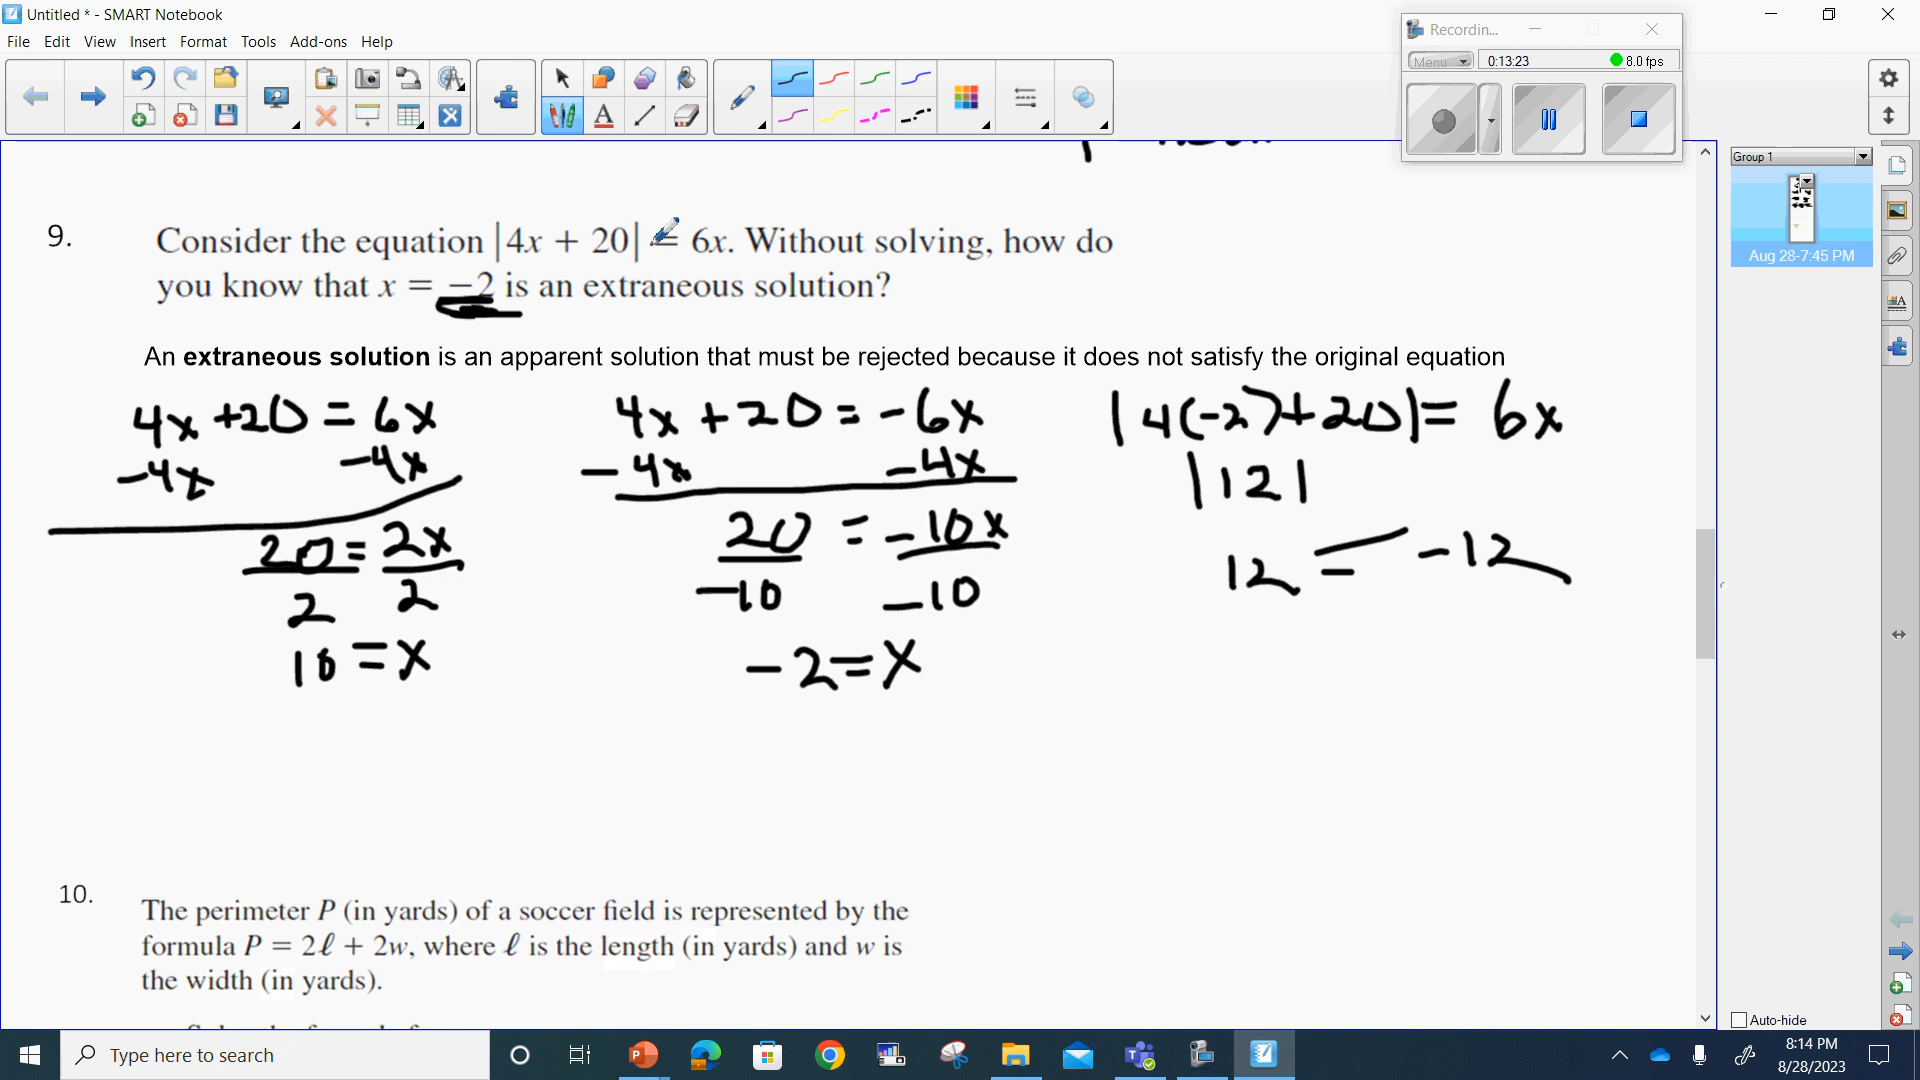 Untitled * - SMART Notebook
File Edit View Insert Format Tools Add-ons Help
Recordin...
Menu 0:13:23 8.0 fps
Group 1
Aug 28-7:45 PM
9. Consider the equation |4x + 20| = 6x. Without solving, how do
you know that x = −2 is an extraneous solution?
An extraneous solution is an apparent solution that must be rejected because it does not satisfy the original equation
4x +20 = 6x
-4x -4x
20 = 2x
2 2
10 = x
4x + 20 = -6x
- 4x - 4x
20 = -10x
-10 -10
-2 = x
|4(-2)+20| = 6x
|12|
12 = -12
10. The perimeter P (in yards) of a soccer field is represented by the
formula P = 2ℓ + 2w, where ℓ is the length (in yards) and w is
the width (in yards).
Auto-hide
Type here to search
8:14 PM
8/28/2023